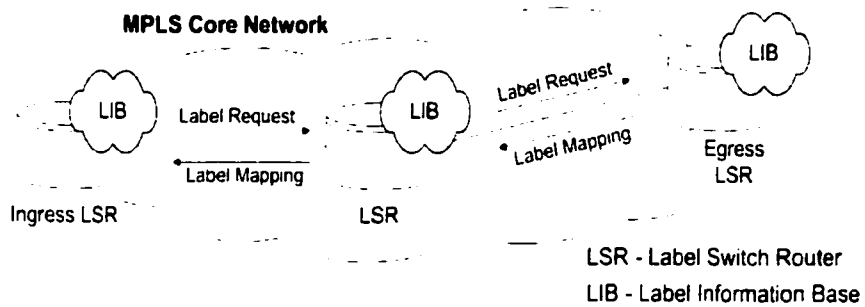 MPLS Core Network
LIB
LIB
LIB
Label Request
Label Mapping
Label Request
Label Mapping
Ingress LSR
LSR
Egress
LSR
LSR - Label Switch Router
LIB - Label Information Base